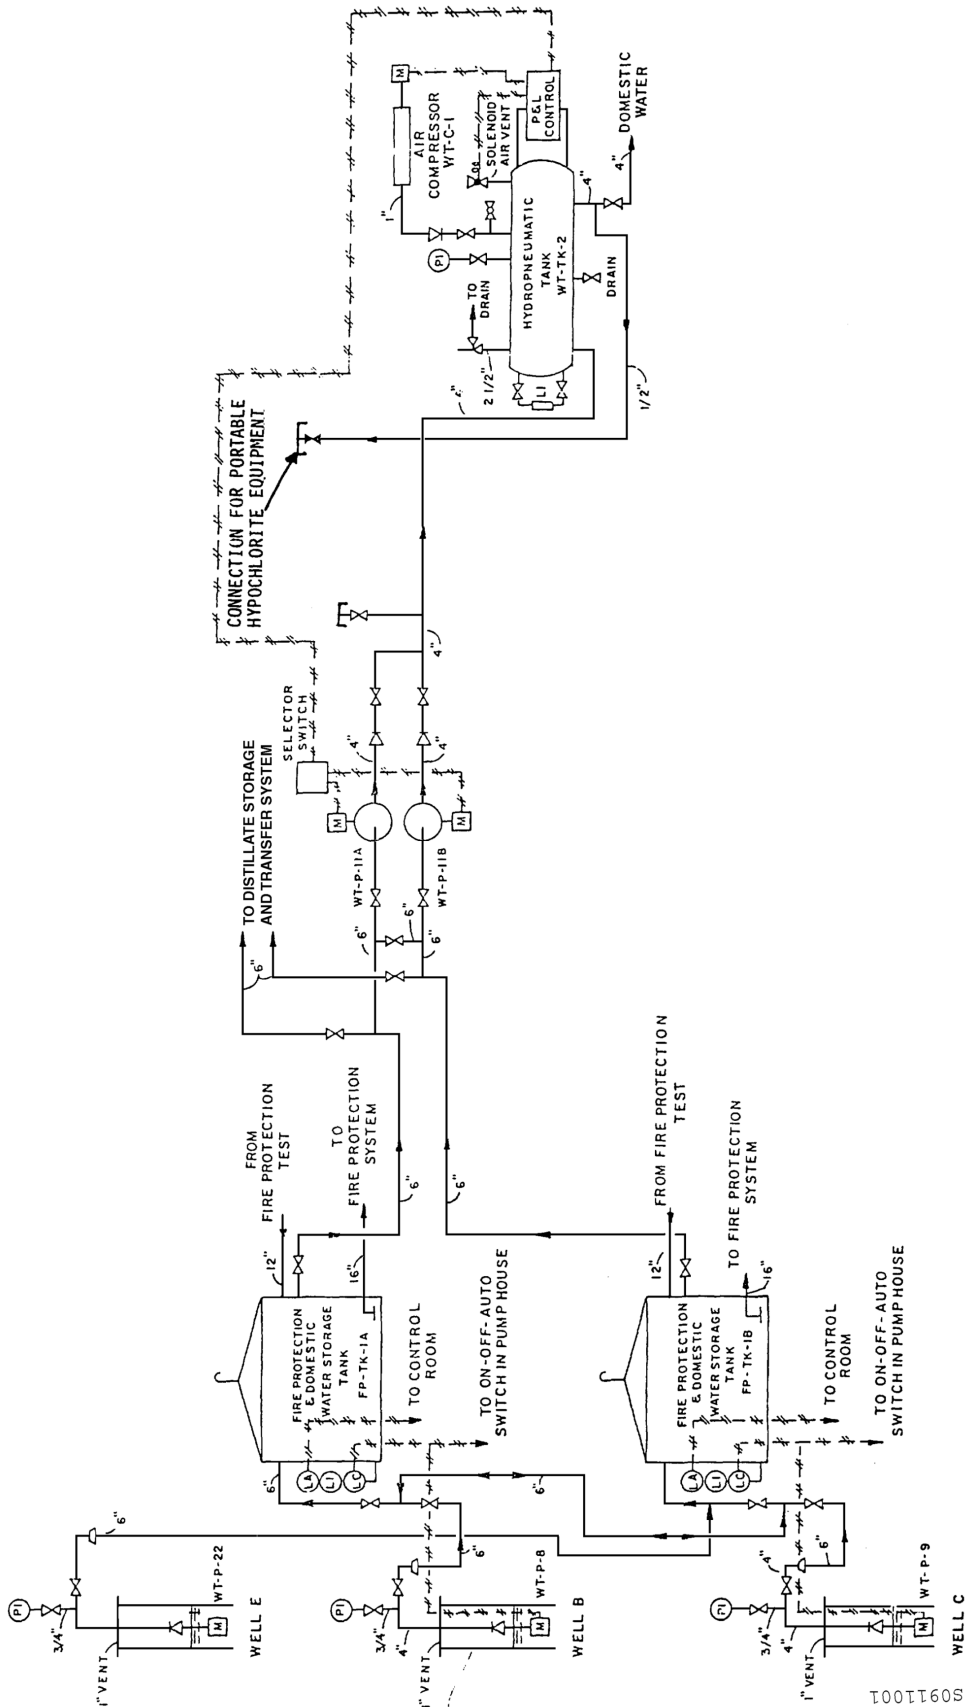 P&L
CONTROL
M
AIR
COMPRESSOR
WT-C-1
SOLENOID
AIR VENT
DOMESTIC
WATER
4"
4"
1"
PI
HYDROPNEUMATIC
TANK
WT-TK-2
TO
DRAIN
DRAIN
2 1/2"
LI
1/2"
CONNECTION FOR PORTABLE
HYPOCHLORITE EQUIPMENT
4"
SELECTOR
SWITCH
4"
4"
M
M
WT-P-11A
WT-P-11B
TO DISTILLATE STORAGE
AND TRANSFER SYSTEM
6"
6"
6"
6"
FROM
FIRE PROTECTION
TEST
TO
FIRE PROTECTION
SYSTEM
12"
16"
6"
6"
FIRE PROTECTION
& DOMESTIC
WATER STORAGE
TANK
FP-TK-1A
LA
LI
LC
TO CONTROL
ROOM
TO ON-OFF-AUTO
SWITCH IN PUMP HOUSE
6"
FROM FIRE PROTECTION
TEST
TO FIRE PROTECTION
SYSTEM
12"
16"
FIRE PROTECTION
& DOMESTIC
WATER STORAGE
TANK
FP-TK-1B
LA
LI
LC
TO CONTROL
ROOM
TO ON-OFF-AUTO
SWITCH IN PUMP HOUSE
6"
6"
PI
3/4"
1" VENT
WT-P-22
M
WELL E
PI
3/4"
4"
6"
1" VENT
WT-P-8
M
WELL B
PI
3/4"
4"
4"
6"
1" VENT
WT-P-9
M
WELL C
S0911001